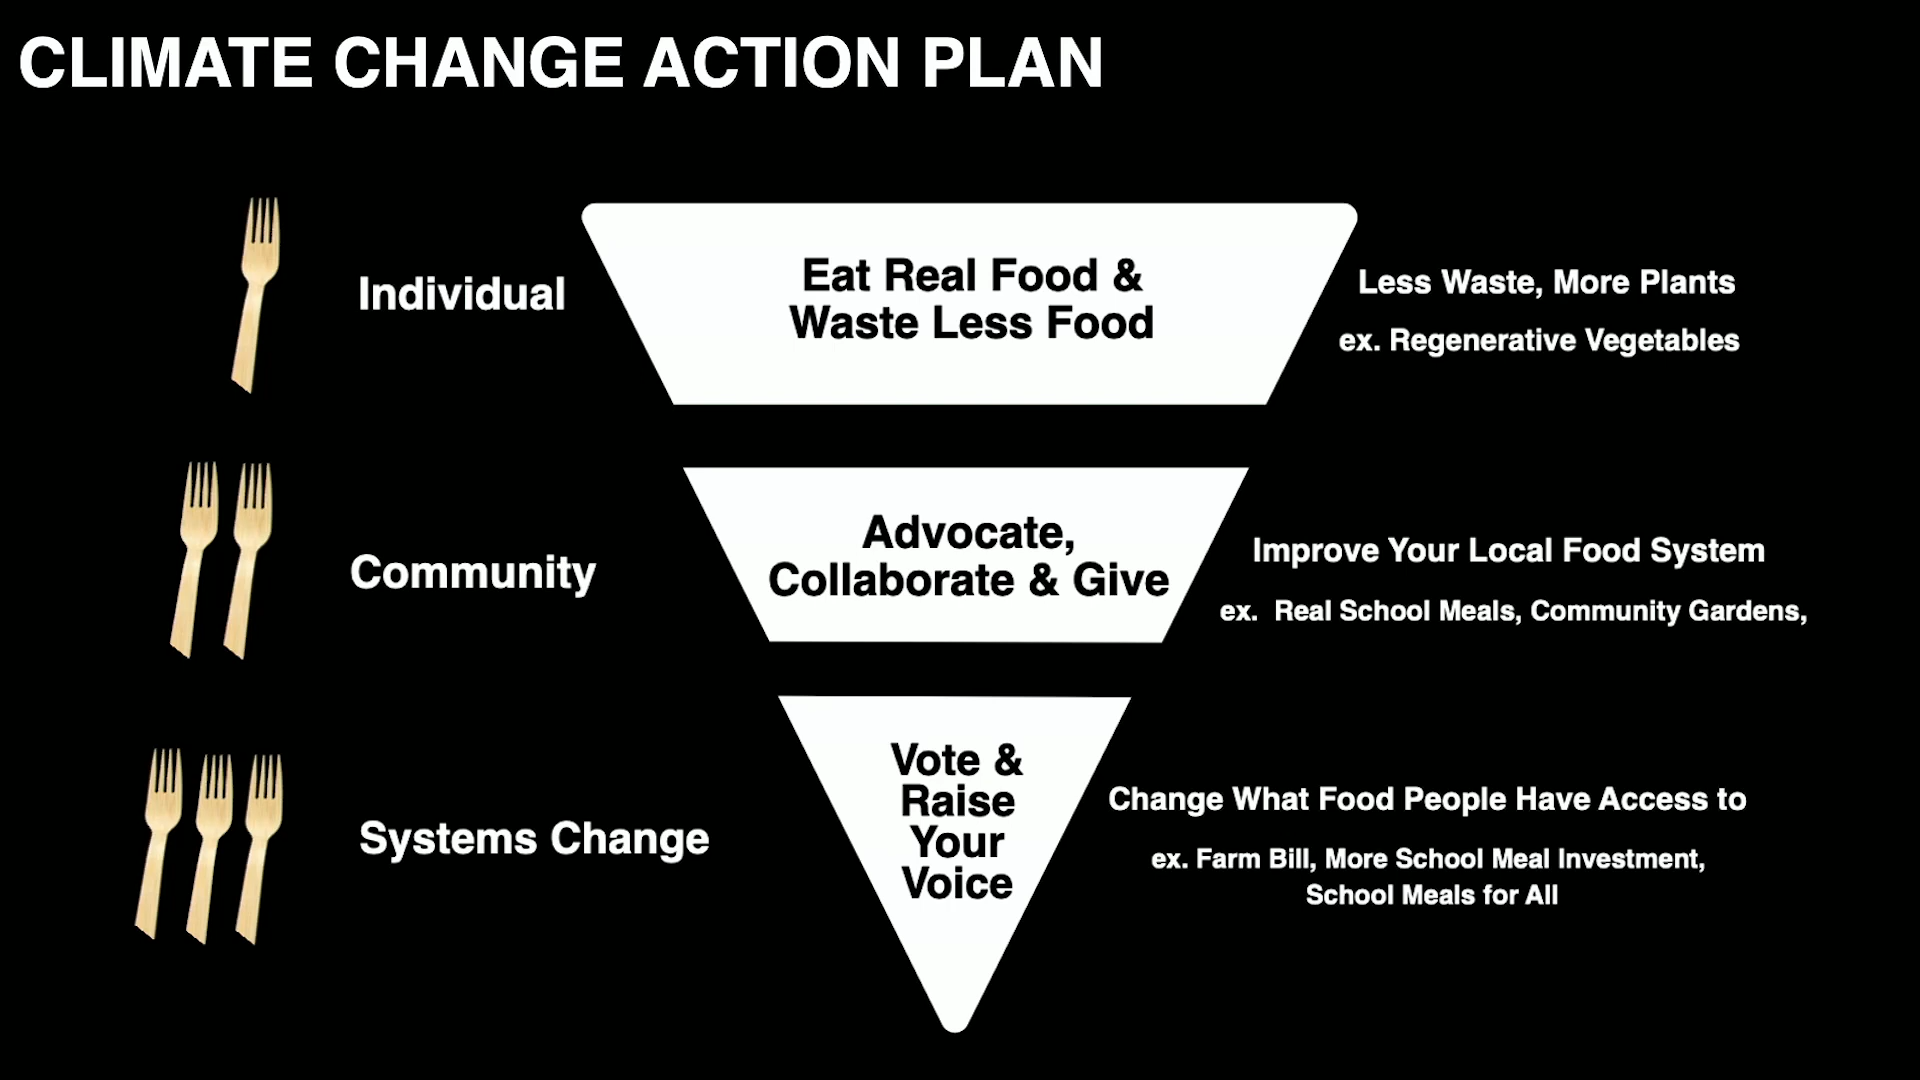 CLIMATE CHANGE ACTION PLAN
Individual
Eat Real Food &
Waste Less Food
Less Waste, More Plants
ex. Regenerative Vegetables
Community
Advocate,
Collaborate & Give
Improve Your Local Food System
ex. Real School Meals, Community Gardens,
Systems Change
Vote &
Raise
Your
Voice
Change What Food People Have Access to
ex. Farm Bill, More School Meal Investment,
School Meals for All